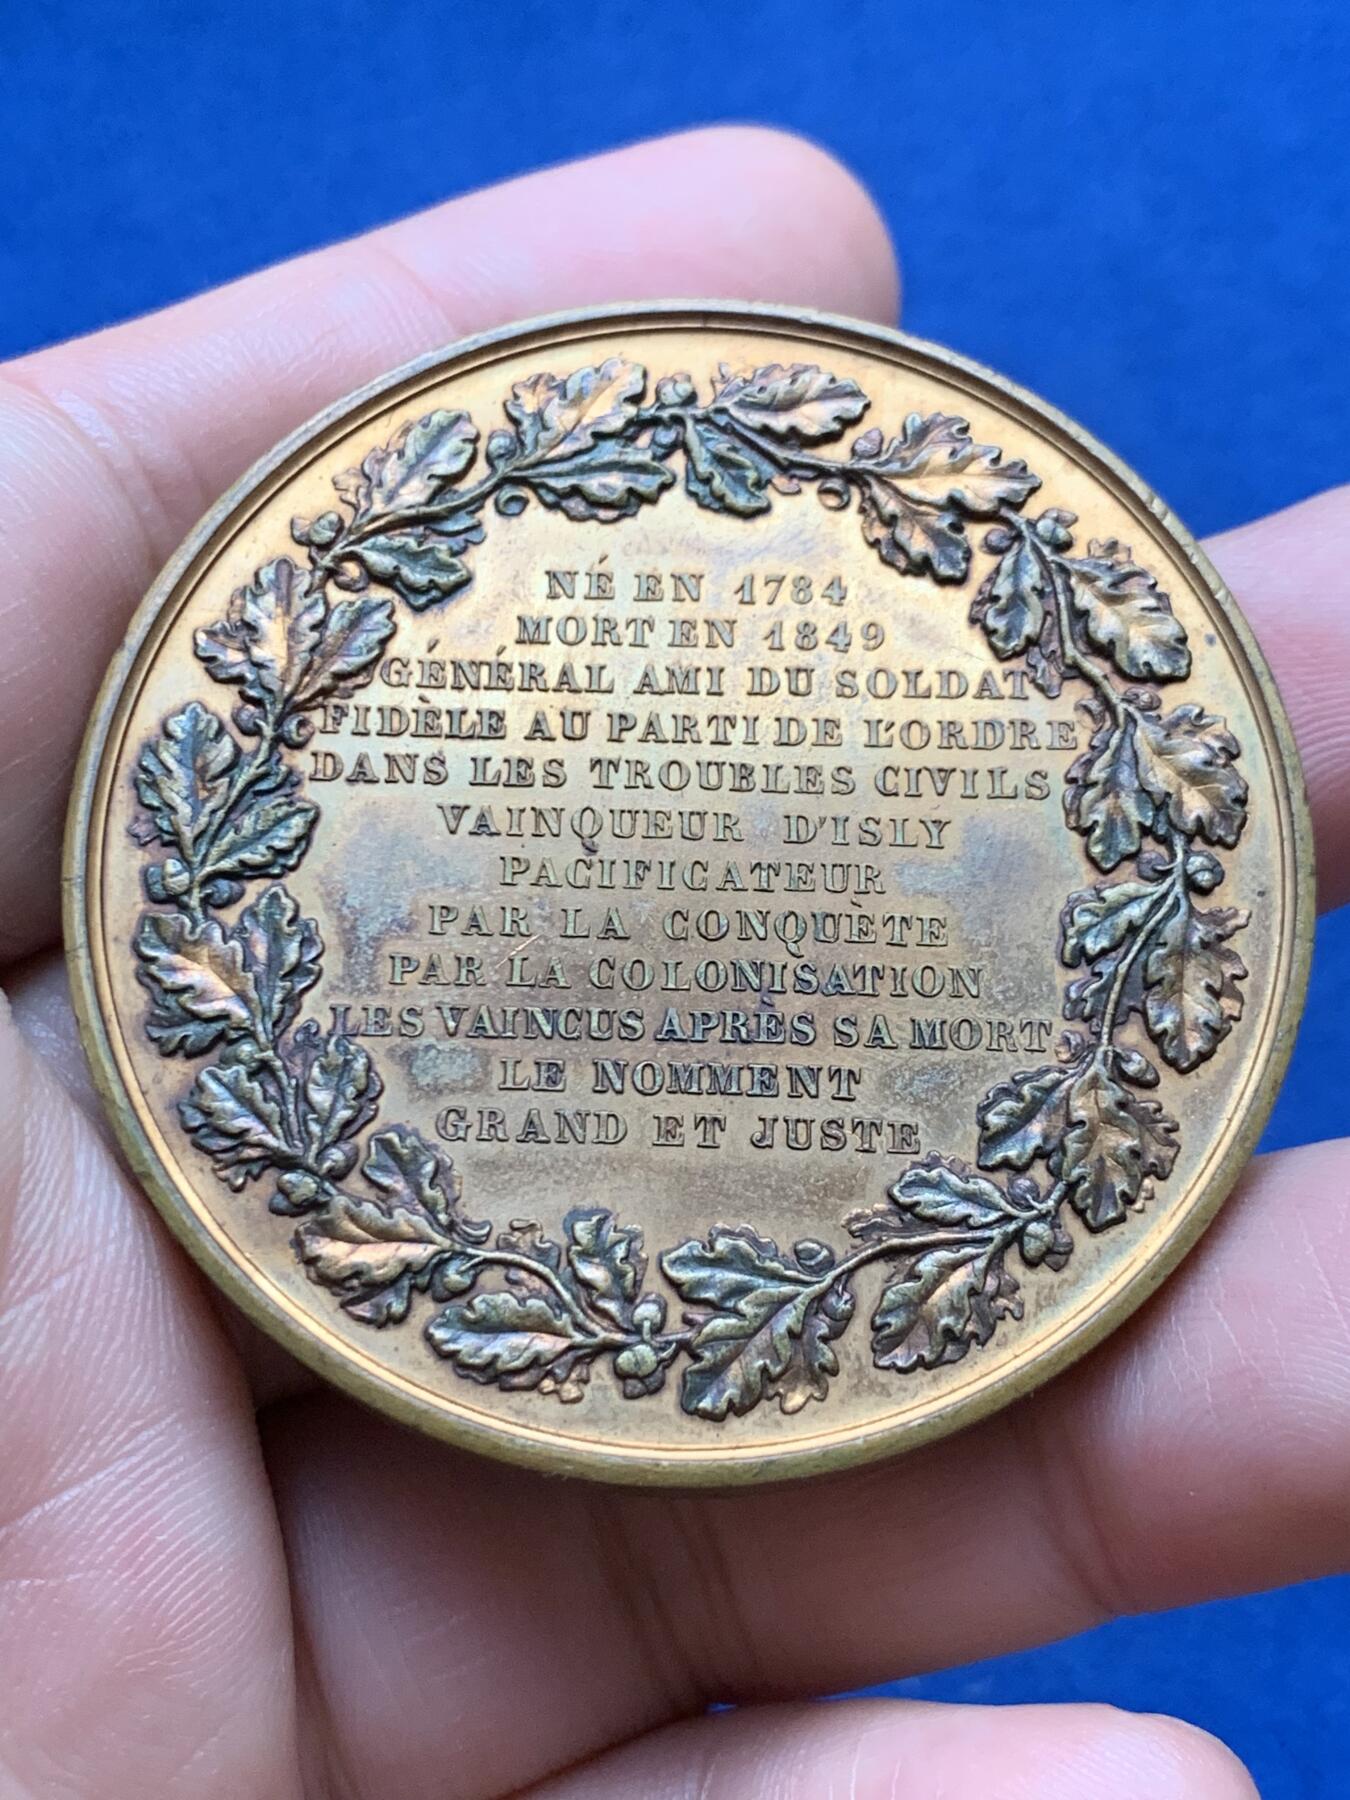 NÉ EN 1784
MORT EN 1849
GÉNÉRAL AMI DU SOLDAT
FIDÈLE AU PARTI DE L'ORDRE
DANS LES TROUBLES CIVILS
VAINQUEUR D'ISLY
PACIFICATEUR
PAR LA CONQUÈTE
PAR LA COLONISATION
LES VAINCUS APRÈS SA MORT
LE NOMMENT
GRAND ET JUSTE